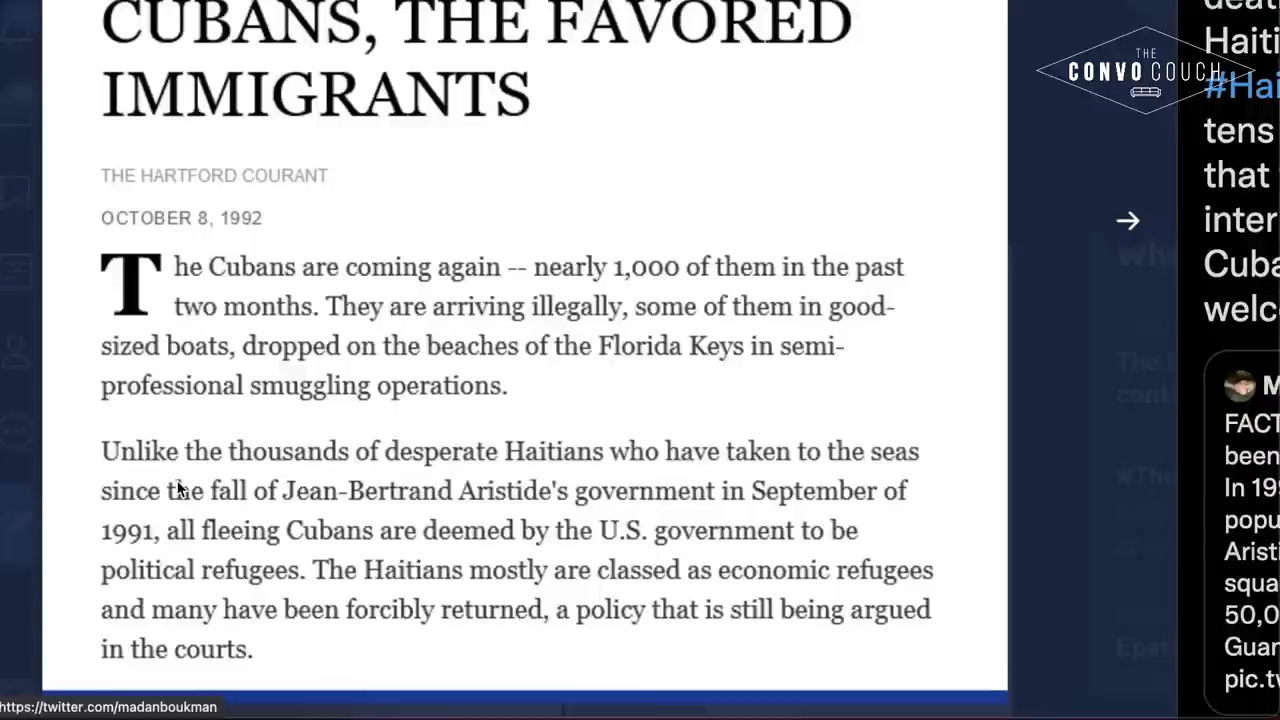 CUBANS, THE FAVORED
IMMIGRANTS
THE HARTFORD COURANT
OCTOBER 8, 1992
The Cubans are coming again -- nearly 1,000 of them in the past
two months. They are arriving illegally, some of them in good-
sized boats, dropped on the beaches of the Florida Keys in semi-
professional smuggling operations.
Unlike the thousands of desperate Haitians who have taken to the seas
since the fall of Jean-Bertrand Aristide's government in September of
1991, all fleeing Cubans are deemed by the U.S. government to be
political refugees. The Haitians mostly are classed as economic refugees
and many have been forcibly returned, a policy that is still being argued
in the courts.
https://twitter.com/madanboukman
THE
CONVO COUCH
Haiti
#Hai
tens
that
inter
Cuba
welc
M
FACT
been
In 19
popu
Aristi
squa
50,0
Guar
pic.tv